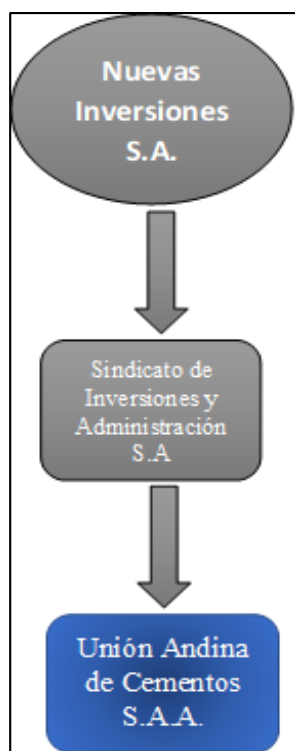 Nuevas
Inversiones
S.A.
Sindicato de
Inversiones y
Administración
S.A
Unión Andina
de Cementos
S.A.A.